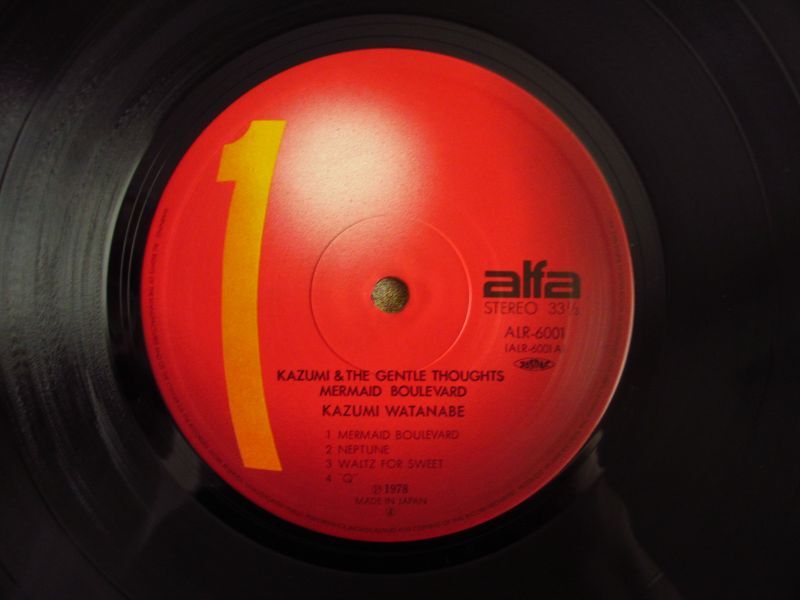 1
alfa
STEREO 33⅓
ALR-6001
(ALR-6001 A)
JASRAC
KAZUMI & THE GENTLE THOUGHTS
MERMAID BOULEVARD
KAZUMI WATANABE
1 MERMAID BOULEVARD
2 NEPTUNE
3 WALTZ FOR SWEET
4 "Q"
℗1978
MADE IN JAPAN